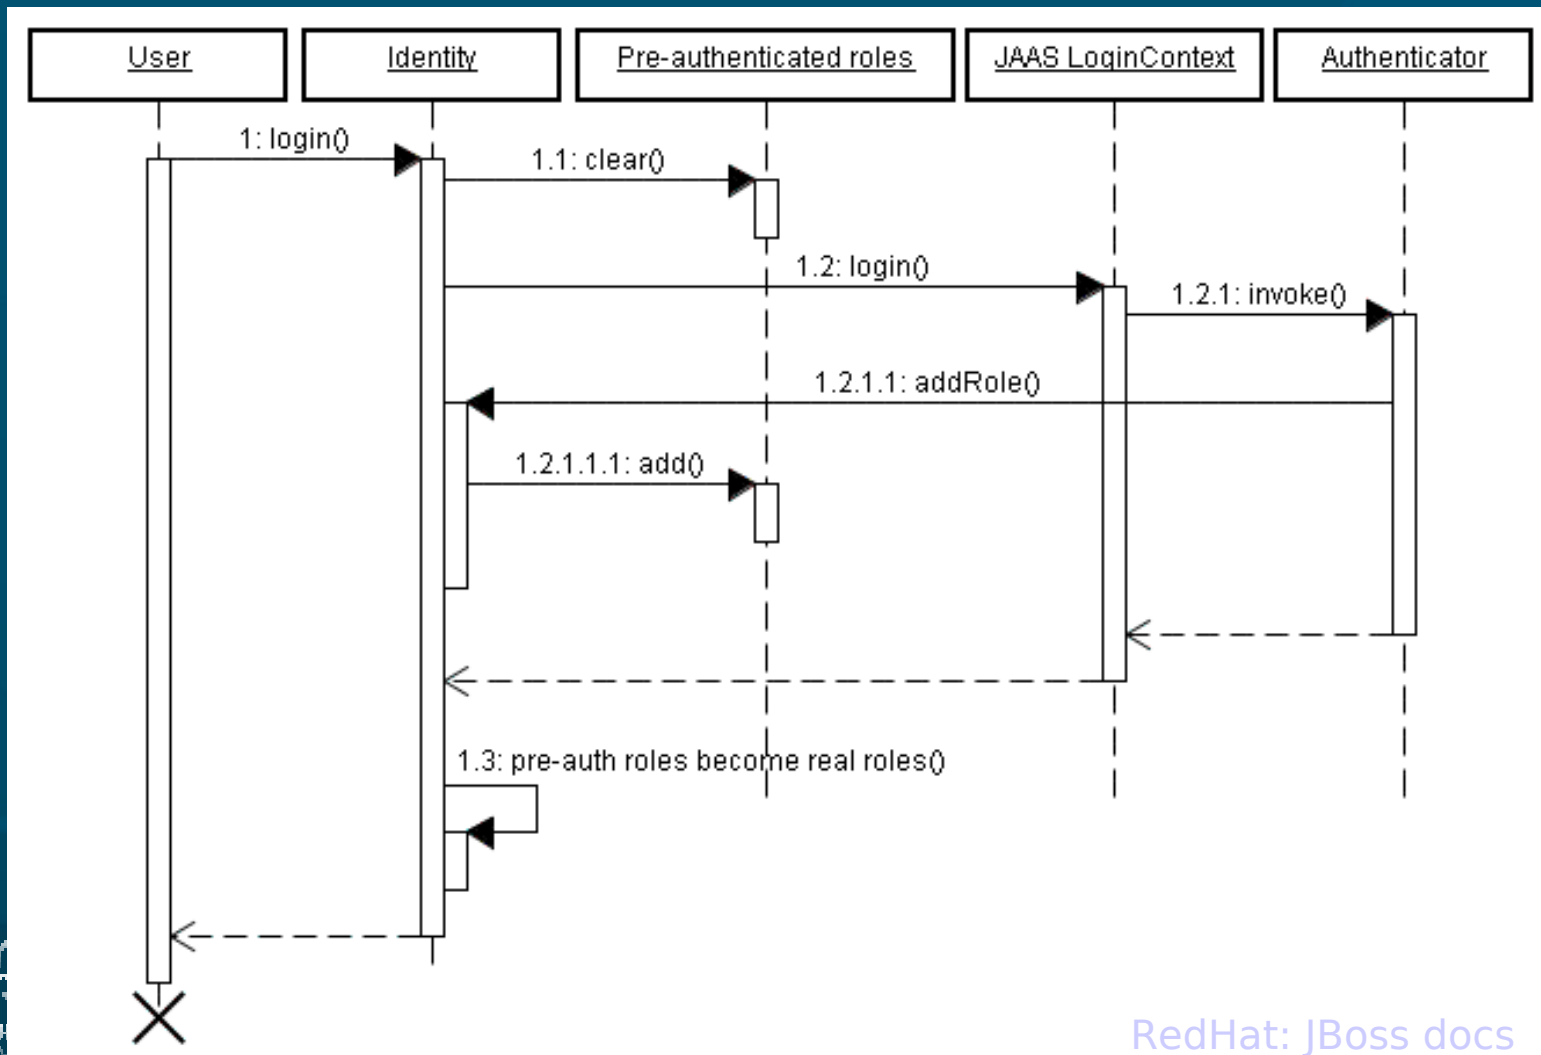 User
Identity
Pre-authenticated roles
JAAS LoginContext
Authenticator
1: login()
1.1: clear()
1.2: login()
1.2.1: invoke()
1.2.1.1: addRole()
1.2.1.1.1: add()
1.3: pre-auth roles become real roles()
RedHat: JBoss docs